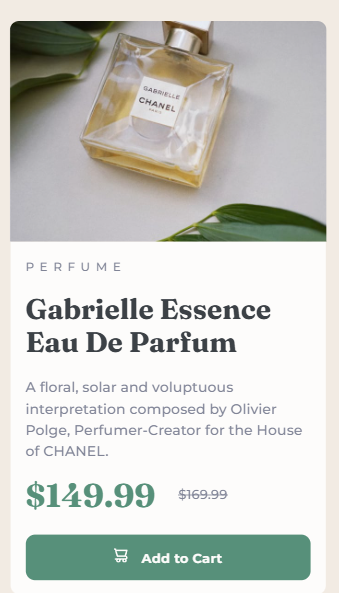 GABRIELLE
CHANEL
PARIS
PERFUME
Gabrielle Essence
Eau De Parfum
A floral, solar and voluptuous
interpretation composed by Olivier
Polge, Perfumer-Creator for the House
of CHANEL.
$149.99 $169.99
Add to Cart